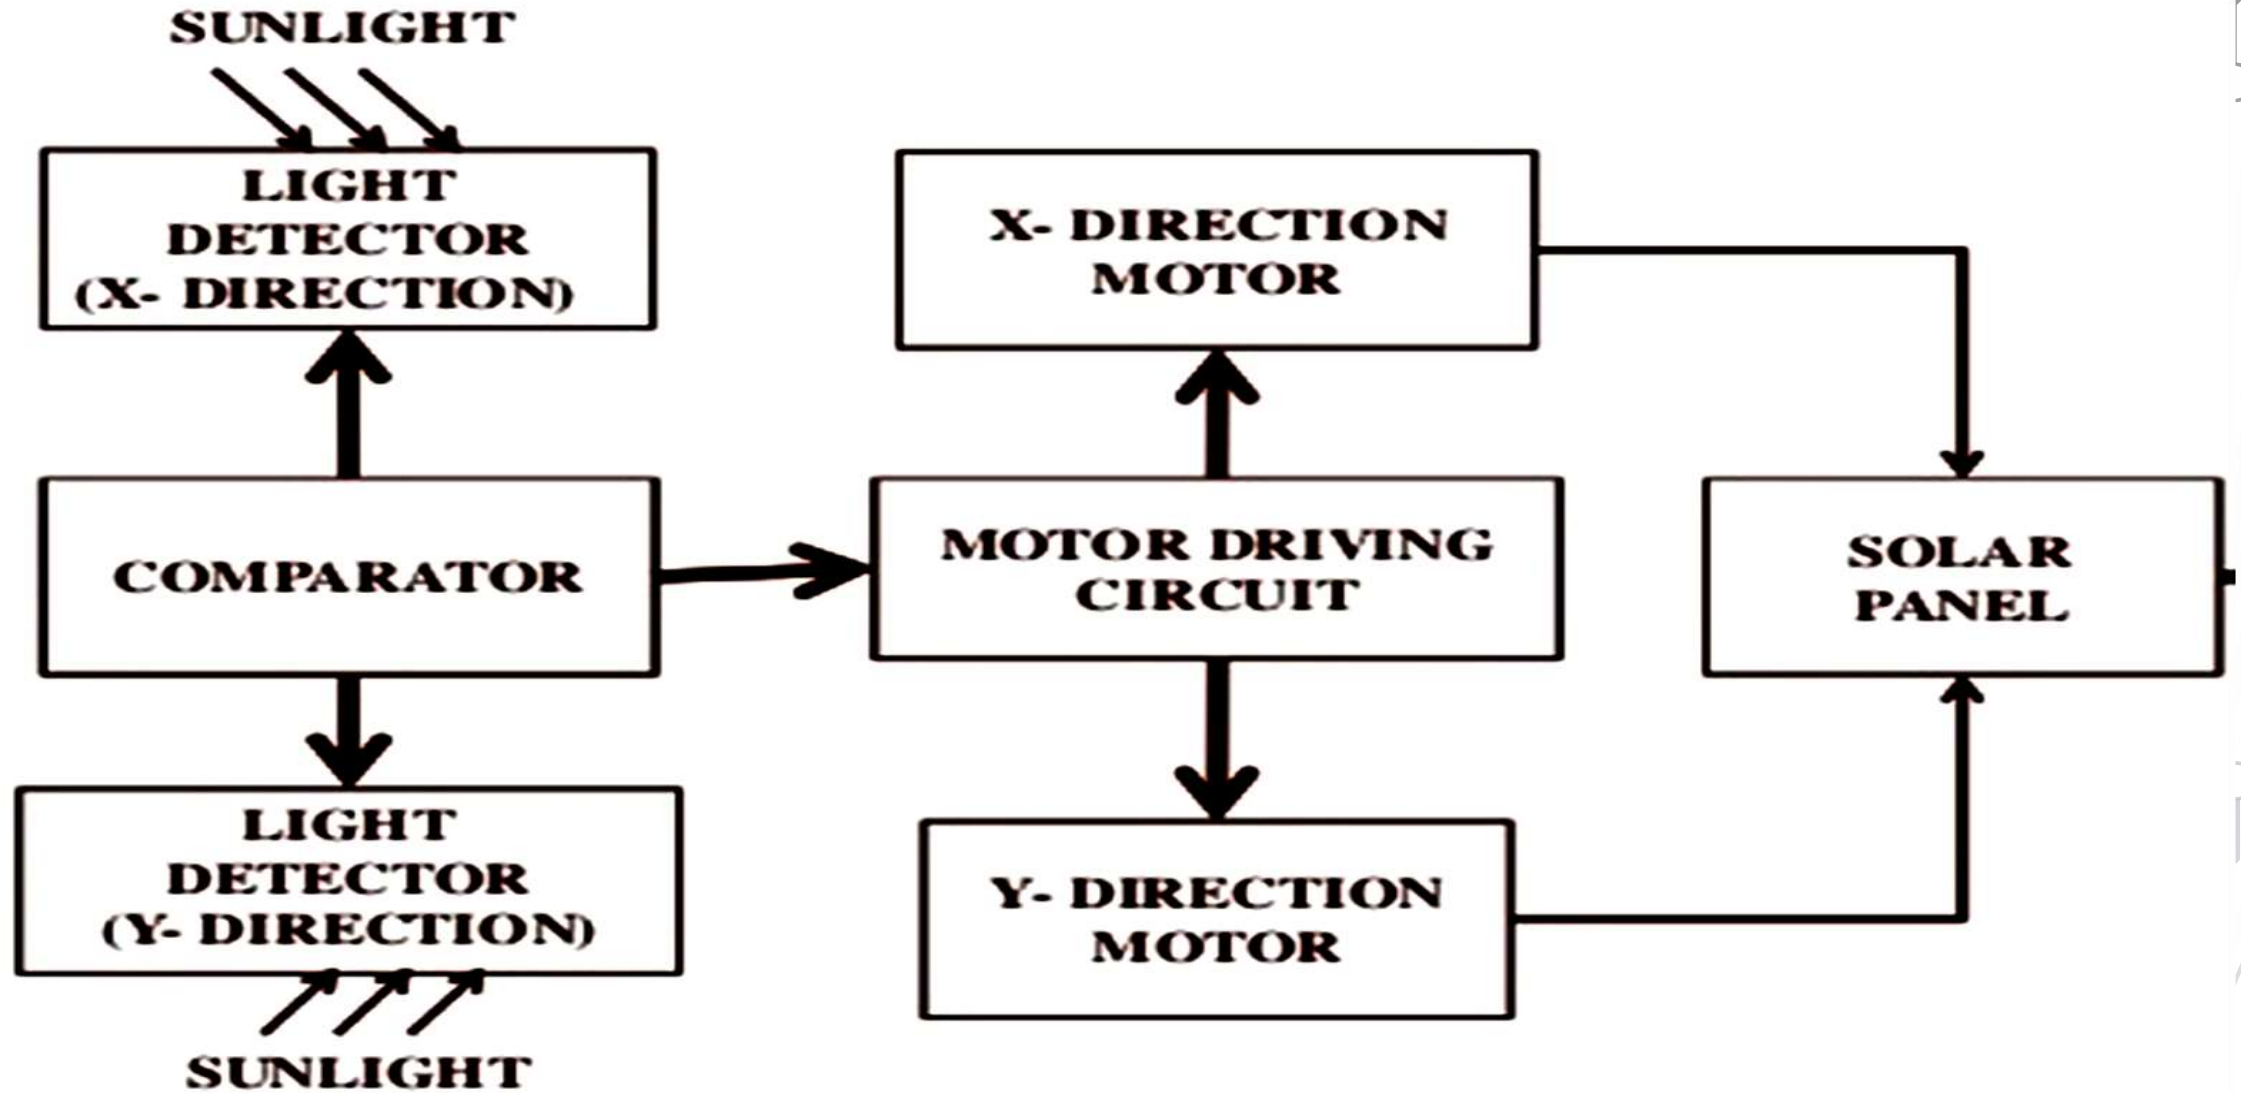 SUNLIGHT
LIGHT
DETECTOR
(X- DIRECTION)
X- DIRECTION
MOTOR
COMPARATOR
MOTOR DRIVING
CIRCUIT
SOLAR
PANEL
LIGHT
DETECTOR
(Y- DIRECTION)
Y- DIRECTION
MOTOR
SUNLIGHT